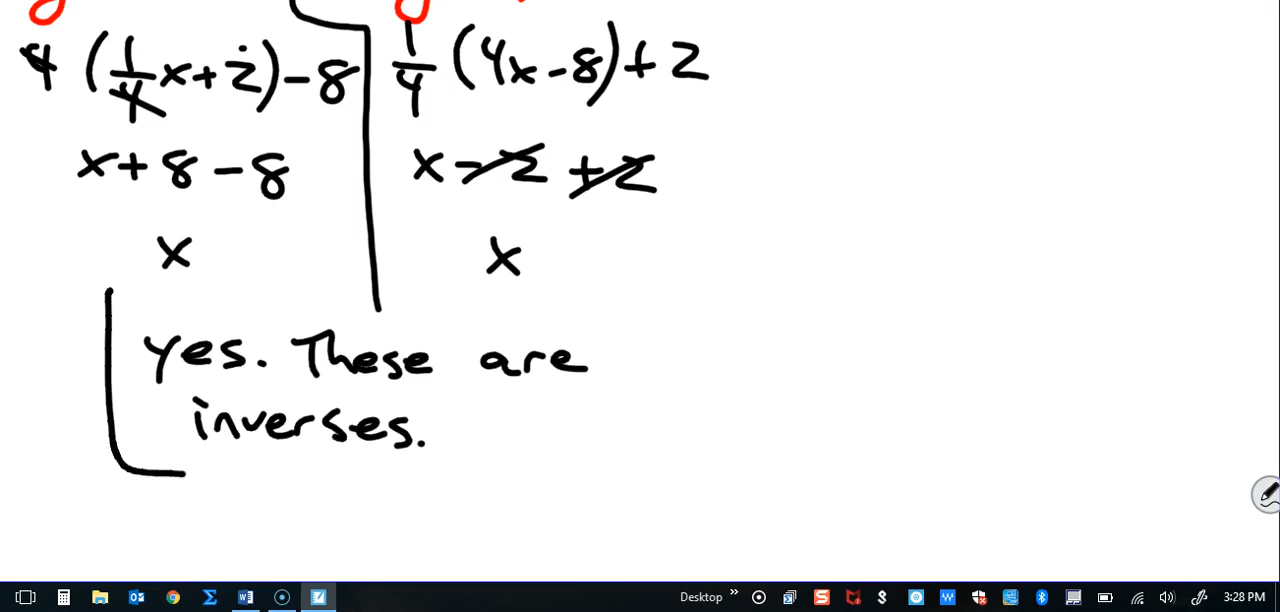 4 (1/4 x + 2) - 8
x + 8 - 8
x
1/4 (4x - 8) + 2
x - 2 + 2
x
yes. These are
inverses.
Desktop
3:28 PM